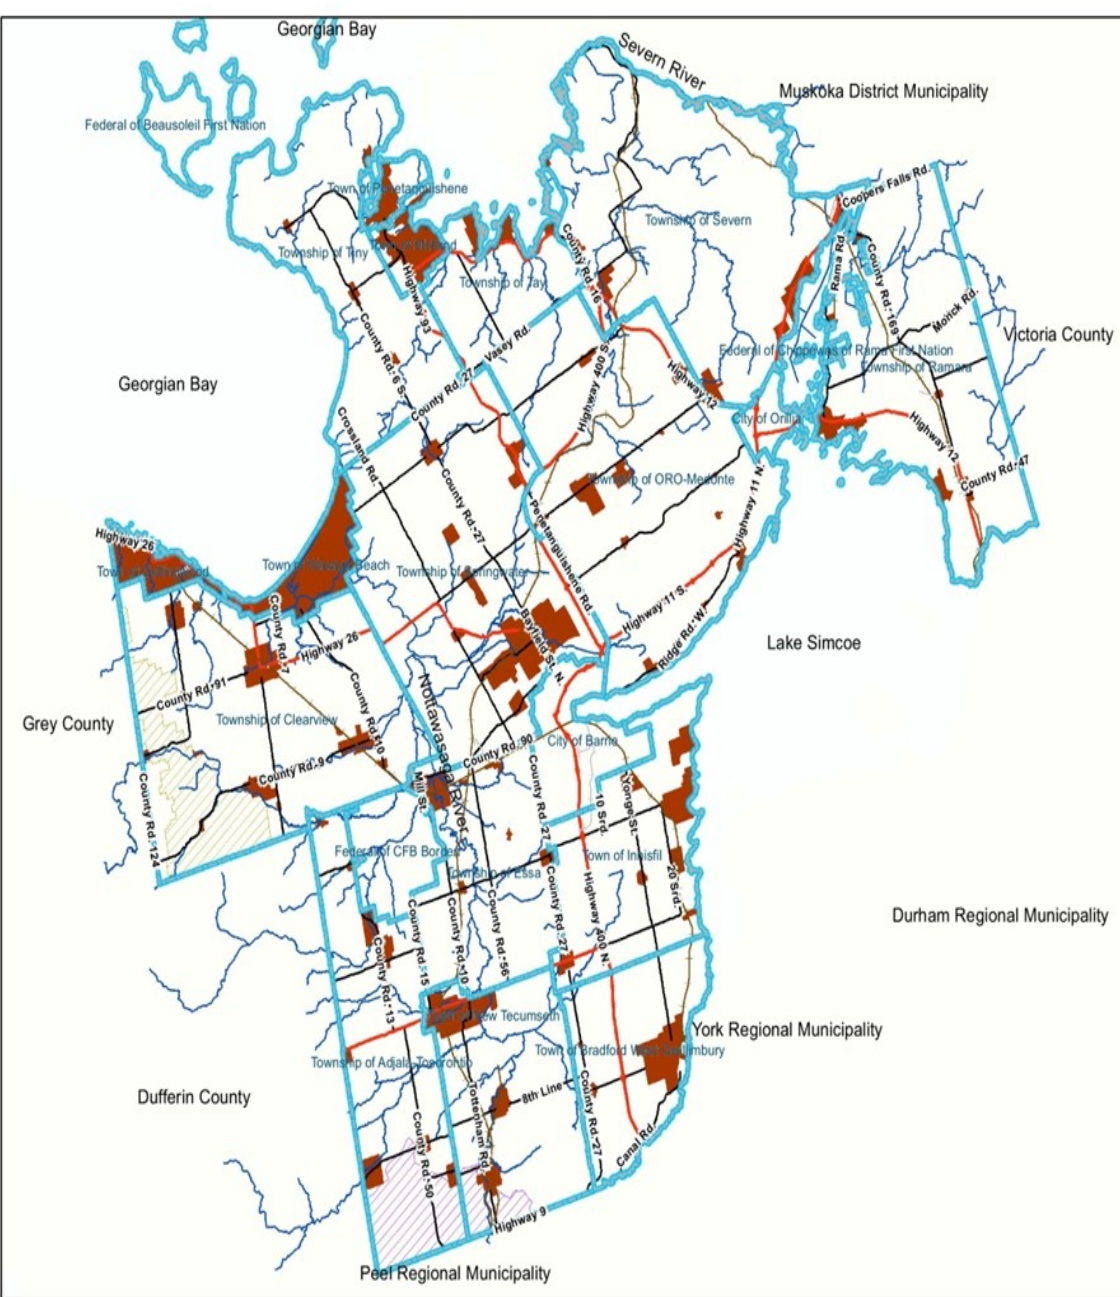 Georgian Bay
Severn River
Muskoka District Municipality
Federal of Beausoleil First Nation
Coopers Falls Rd.
Town of Penetanguishene
Township of Severn
Township of Tiny
County Rd. 16
Rama Rd.
County Rd. 169
Township of Tay
Highway 93
Monck Rd.
Vasey Rd.
Victoria County
County Rd. 6 S.
Highway 400 S.
Federal of Chippewas of Rama First Nation
Township of Ramara
Georgian Bay
County Rd. 27
Highway 12
Crossland Rd.
City of Orillia
Highway 12
County Rd. 47
County Rd. 27
Township of ORO-Medonte
Highway 11 N.
Highway 26
Penetanguishene Rd.
Town of Wasaga Beach
Township of Springwater
County Rd. 7
Highway 26
Bayfield St. N.
Highway 11 S.
Ridge Rd. W.
Lake Simcoe
County Rd. 91
Nottawasaga River
Grey County
Township of Clearview
County Rd. 10
City of Barrie
County Rd. 90
County Rd. 9
Mill St.
County Rd. 27
10 Srd.
Yonge St.
County Rd. 124
Federal of CFB Borden
Township of Essa
Town of Innisfil
20 Srd.
County Rd. 27
Highway 400 N.
Durham Regional Municipality
County Rd. 15
County Rd. 10
County Rd. 56
County Rd. 13
New Tecumseth
York Regional Municipality
Township of Adjala-Tosorontio
Town of Bradford West Gwillimbury
Dufferin County
8th Line
Tottenham Rd.
County Rd. 27
County Rd. 50
Canal Rd.
Highway 9
Peel Regional Municipality